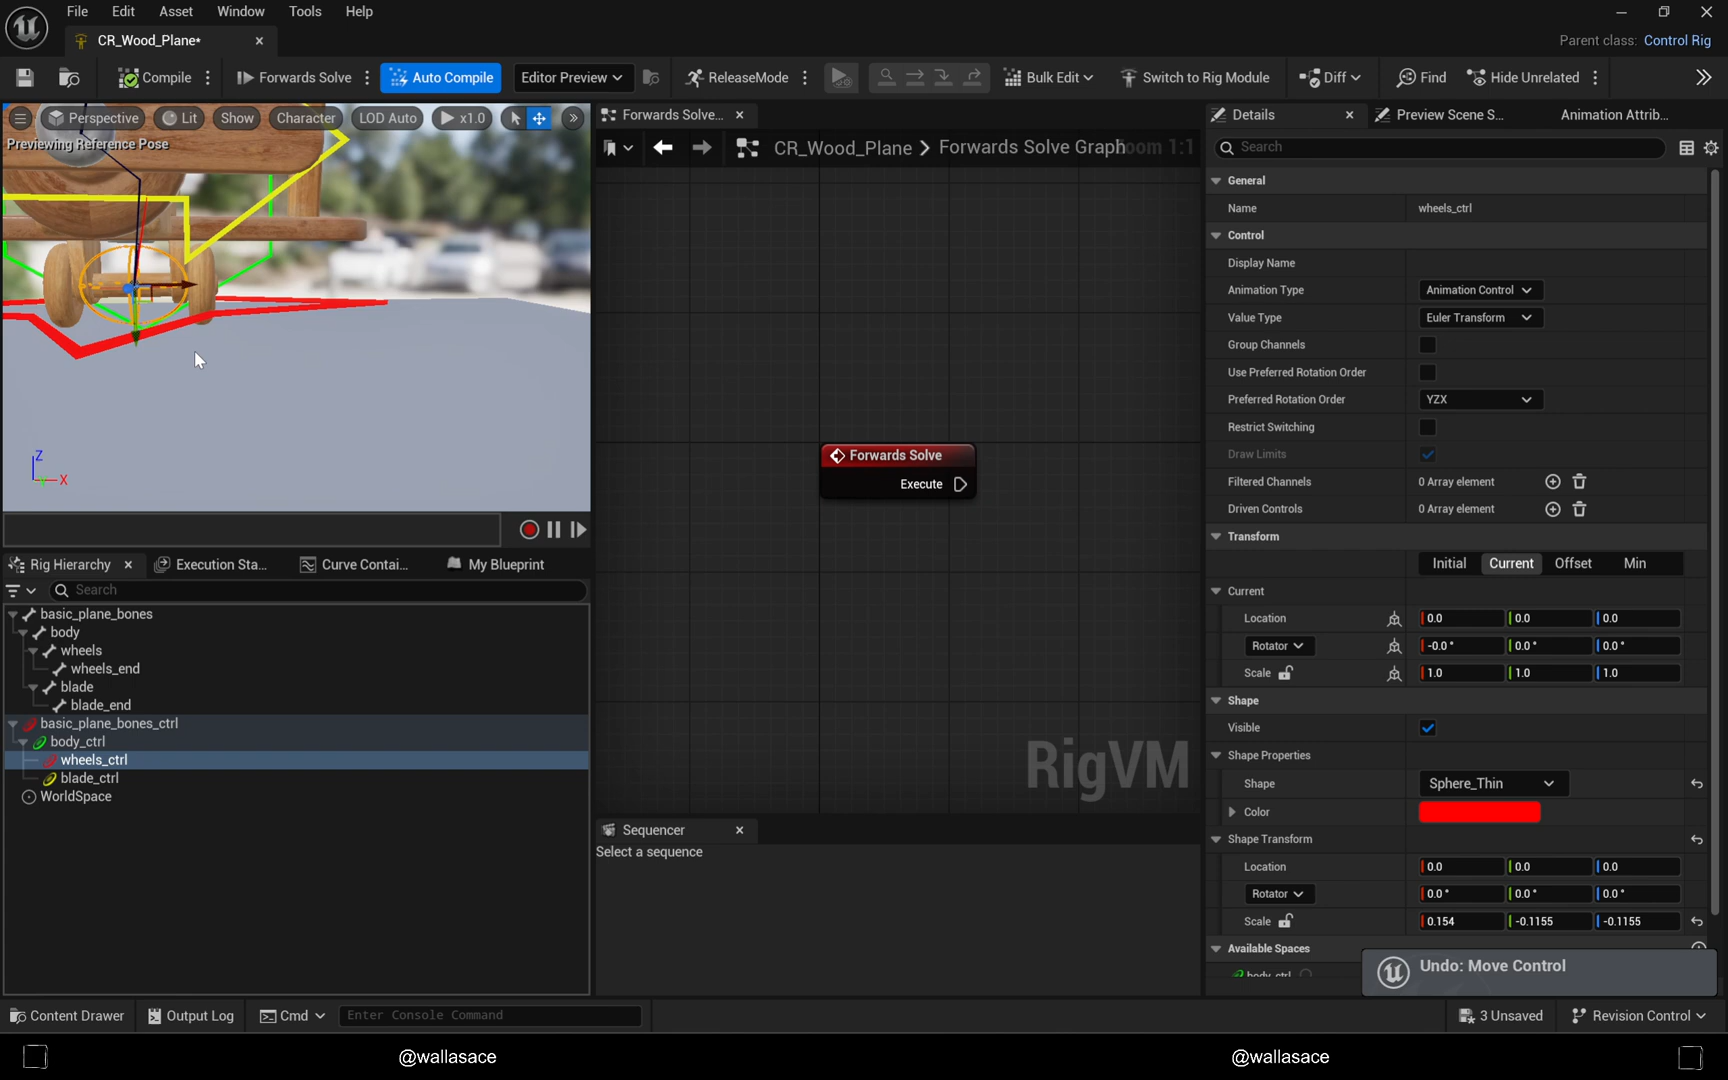 File Edit Asset Window Tools Help
CR_Wood_Plane*
Parent class: Control Rig
Compile Forwards Solve Auto Compile Editor Preview ReleaseMode Bulk Edit Switch to Rig Module Diff Find Hide Unrelated
Perspective Lit Show Character LOD Auto x1.0
Previewing Reference Pose
Z
X
Forwards Solve...
CR_Wood_Plane Forwards Solve Graph
1:1
Forwards Solve
Execute
RigVM
Sequencer
Select a sequence
Rig Hierarchy Execution Sta... Curve Contai... My Blueprint
Search
basic_plane_bones
body
wheels
wheels_end
blade
blade_end
basic_plane_bones_ctrl
body_ctrl
wheels_ctrl
blade_ctrl
WorldSpace
Details Preview Scene S... Animation Attrib...
Search
General
Name wheels_ctrl
Control
Display Name
Animation Type Animation Control
Value Type Euler Transform
Group Channels
Use Preferred Rotation Order
Preferred Rotation Order YZX
Restrict Switching
Draw Limits
Filtered Channels 0 Array element
Driven Controls 0 Array element
Transform
Initial Current Offset Min
Current
Location 0.0 0.0 0.0
Rotator -0.0 ° 0.0 ° 0.0 °
Scale 1.0 1.0 1.0
Shape
Visible
Shape Properties
Shape Sphere_Thin
Color
Shape Transform
Location 0.0 0.0 0.0
Rotator 0.0 ° 0.0 ° 0.0 °
Scale 0.154 -0.1155 -0.1155
Available Spaces
body_ctrl
Undo: Move Control
Content Drawer Output Log Cmd Enter Console Command 3 Unsaved Revision Control
@wallasace @wallasace